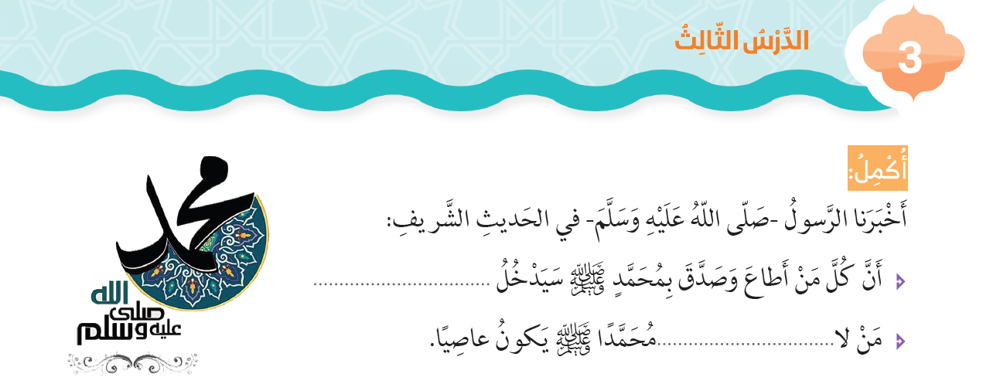 الدَّرْسُ الثّالِثُ
3
أُكْمِلُ:
أَخْبَرَنا الرَّسولُ -صَلّى اللّهُ عَلَيْهِ وَسَلَّمَ- في الحَديثِ الشَّريفِ:
أَنَّ كُلَّ مَنْ أَطاعَ وَصَدَّقَ بِمُحَمَّدٍ ﷺ سَيَدْخُلُ ..................................
مَنْ لا..................................مُحَمَّدًا ﷺ يَكونُ عاصِيًا.
محمد
صلى الله
عليه وسلم